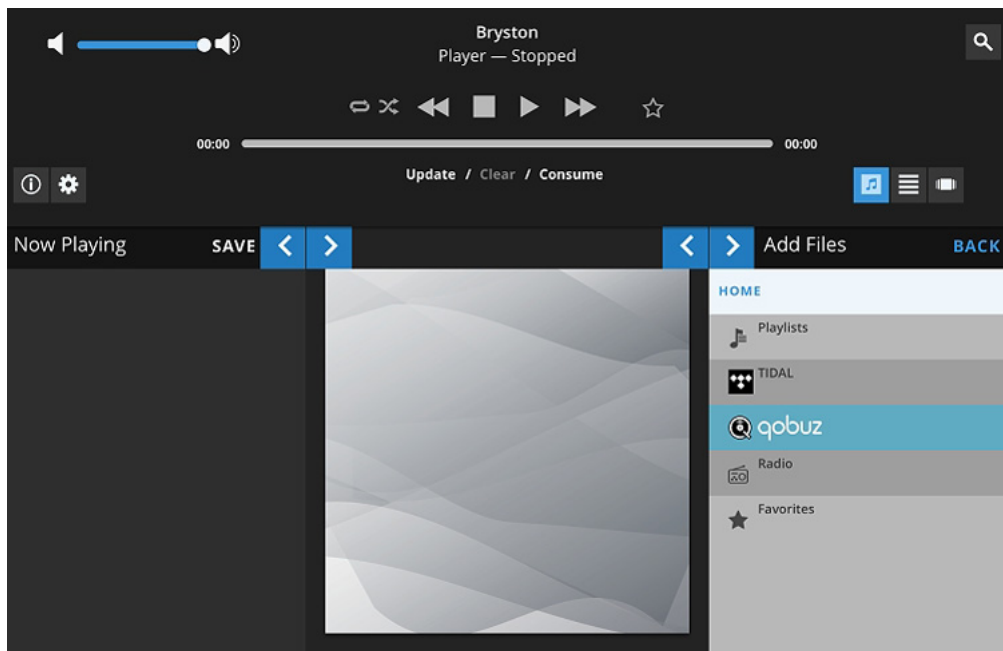 Bryston
Player — Stopped
00:00
00:00
Update / Clear / Consume
Now Playing
SAVE
Add Files
BACK
HOME
Playlists
TIDAL
qobuz
Radio
Favorites